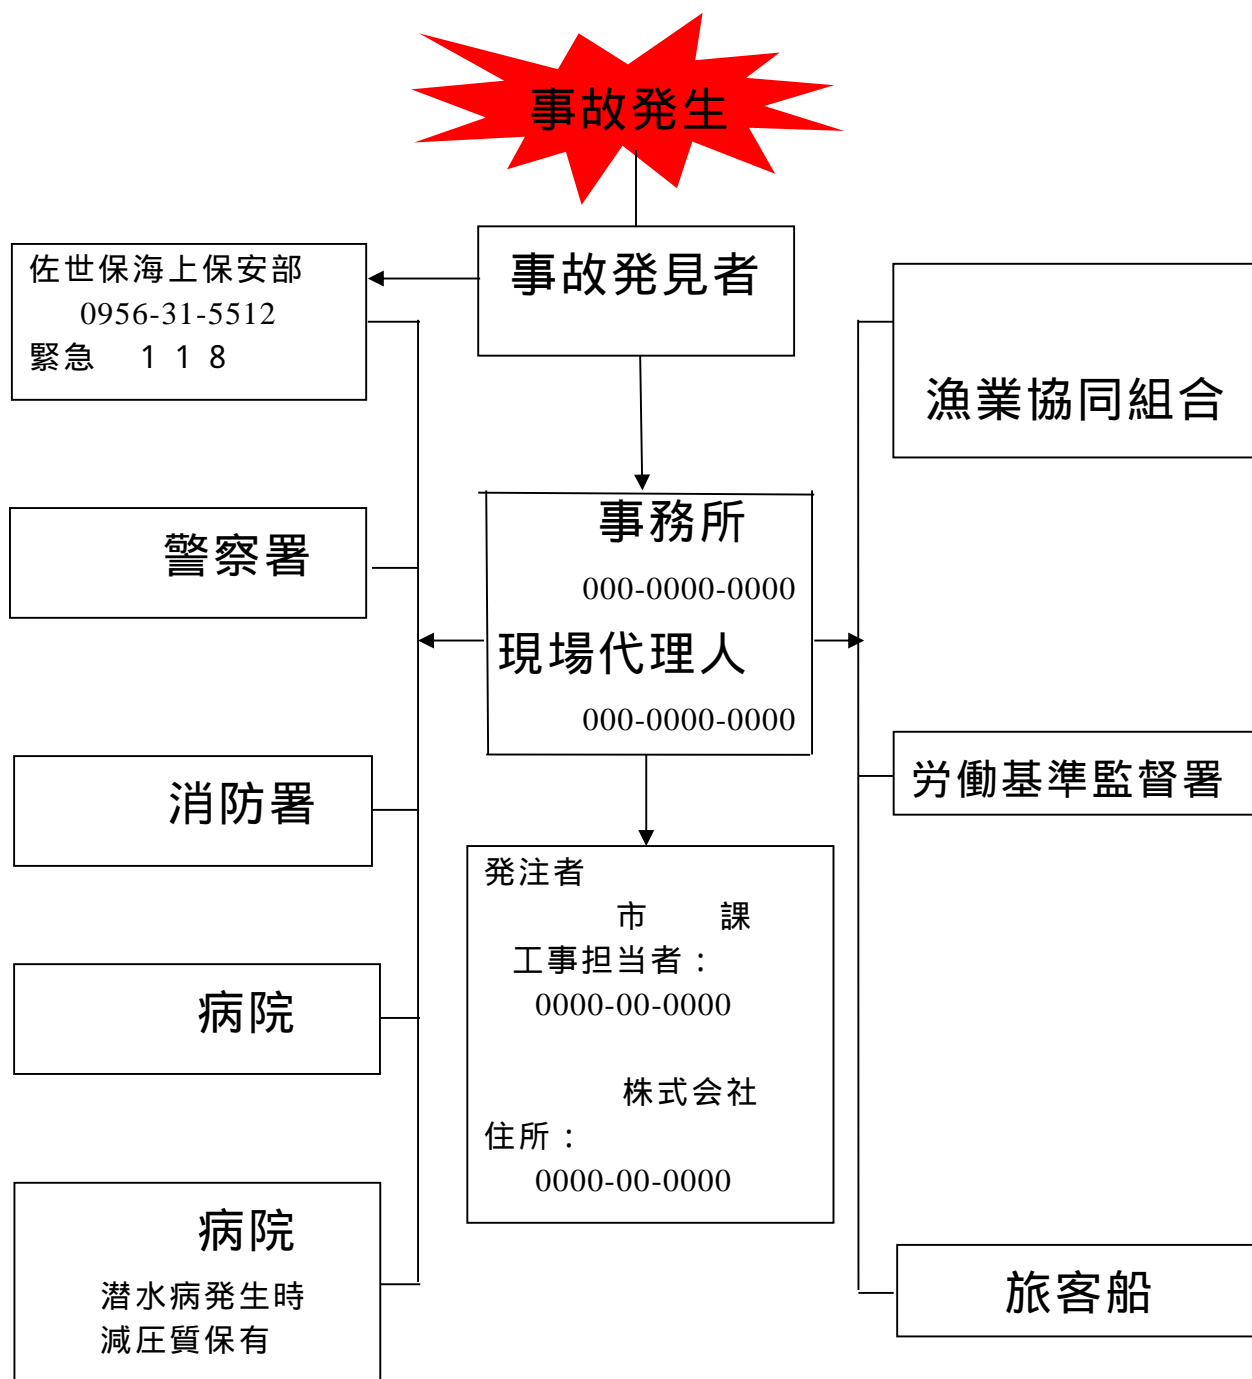 事故発生
事故発見者
佐世保海上保安部
0956-31-5512
緊急　１１８
漁業協同組合
警察署
事務所
000-0000-0000
現場代理人
000-0000-0000
消防署
労働基準監督署
発注者
市　　課
工事担当者：
0000-00-0000
株式会社
住所：
0000-00-0000
病院
病院
潜水病発生時
減圧質保有
旅客船